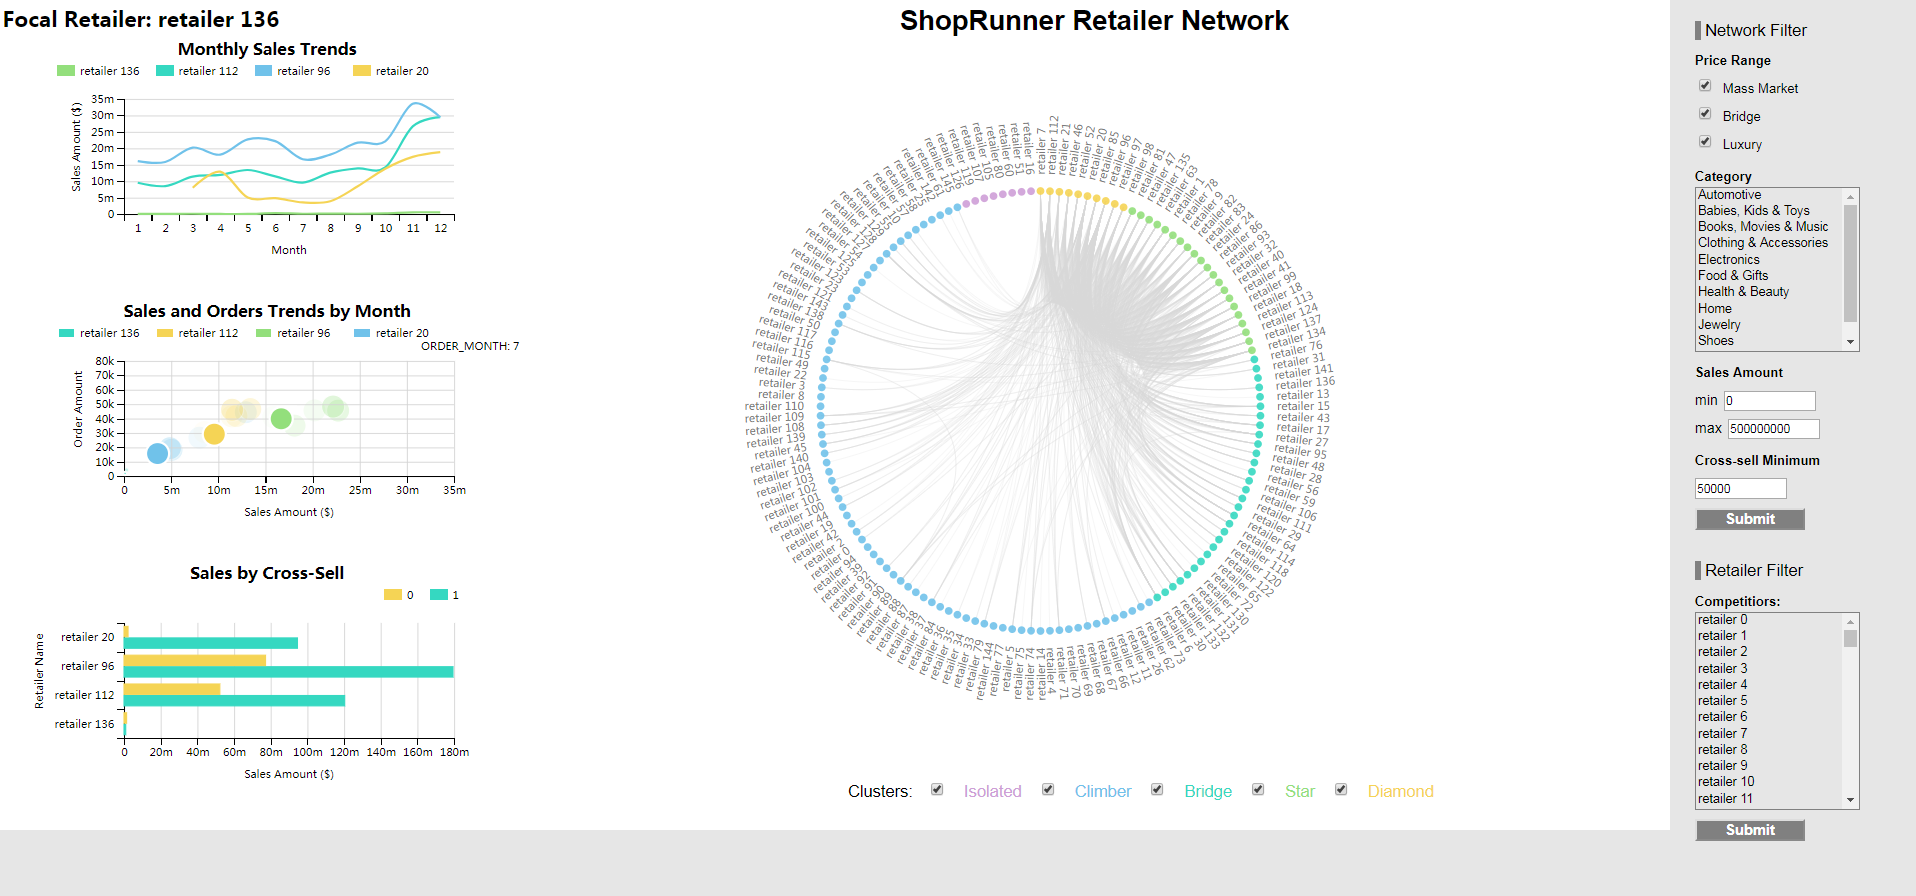 Focal Retailer: retailer 136
Monthly Sales Trends
retailer 136 retailer 112 retailer 96 retailer 20
Sales Amount ($)
35m
30m
25m
20m
15m
10m
5m
0
1 2 3 4 5 6 7 8 9 10 11 12
Month
Sales and Orders Trends by Month
retailer 136 retailer 112 retailer 96 retailer 20
ORDER_MONTH: 7
Order Amount
80k
70k
60k
50k
40k
30k
20k
10k
0
0 5m 10m 15m 20m 25m 30m 35m
Sales Amount ($)
Sales by Cross-Sell
0 1
Retailer Name
retailer 20
retailer 96
retailer 112
retailer 136
0 20m 40m 60m 80m 100m 120m 140m 160m 180m
Sales Amount ($)
ShopRunner Retailer Network
retailer 7
retailer 112
retailer 21
retailer 46
retailer 52
retailer 20
retailer 85
retailer 96
retailer 97
retailer 98
retailer 81
retailer 47
retailer 135
retailer 63
retailer 1
retailer 78
retailer 9
retailer 82
retailer 83
retailer 24
retailer 86
retailer 93
retailer 32
retailer 40
retailer 41
retailer 99
retailer 18
retailer 113
retailer 124
retailer 137
retailer 134
retailer 76
retailer 31
retailer 141
retailer 136
retailer 13
retailer 15
retailer 43
retailer 17
retailer 27
retailer 95
retailer 48
retailer 28
retailer 56
retailer 59
retailer 106
retailer 111
retailer 29
retailer 64
retailer 114
retailer 118
retailer 120
retailer 122
retailer 65
retailer 72
retailer 130
retailer 131
retailer 132
retailer 133
retailer 30
retailer 6
retailer 73
retailer 62
retailer 26
retailer 11
retailer 12
retailer 66
retailer 67
retailer 68
retailer 69
retailer 70
retailer 71
retailer 4
retailer 14
retailer 74
retailer 75
retailer 5
retailer 77
retailer 144
retailer 79
retailer 33
retailer 34
retailer 35
retailer 36
retailer 84
retailer 37
retailer 38
retailer 87
retailer 88
retailer 89
retailer 90
retailer 39
retailer 94
retailer 0
retailer 2
retailer 42
retailer 19
retailer 44
retailer 100
retailer 101
retailer 102
retailer 103
retailer 104
retailer 140
retailer 45
retailer 139
retailer 108
retailer 109
retailer 110
retailer 8
retailer 3
retailer 22
retailer 49
retailer 115
retailer 116
retailer 117
retailer 50
retailer 138
retailer 143
retailer 121
retailer 123
retailer 53
retailer 125
retailer 54
retailer 127
retailer 128
retailer 129
retailer 55
retailer 10
retailer 57
retailer 58
retailer 25
retailer 142
retailer 61
retailer 145
retailer 126
retailer 119
retailer 107
retailer 105
retailer 80
retailer 60
retailer 51
retailer 16
Clusters: Isolated Climber Bridge Star Diamond
Network Filter
Price Range
Mass Market
Bridge
Luxury
Category
Automotive
Babies, Kids & Toys
Books, Movies & Music
Clothing & Accessories
Electronics
Food & Gifts
Health & Beauty
Home
Jewelry
Shoes
Sales Amount
min 0
max 500000000
Cross-sell Minimum
50000
Submit
Retailer Filter
Competitiors:
retailer 0
retailer 1
retailer 2
retailer 3
retailer 4
retailer 5
retailer 6
retailer 7
retailer 8
retailer 9
retailer 10
retailer 11
Submit